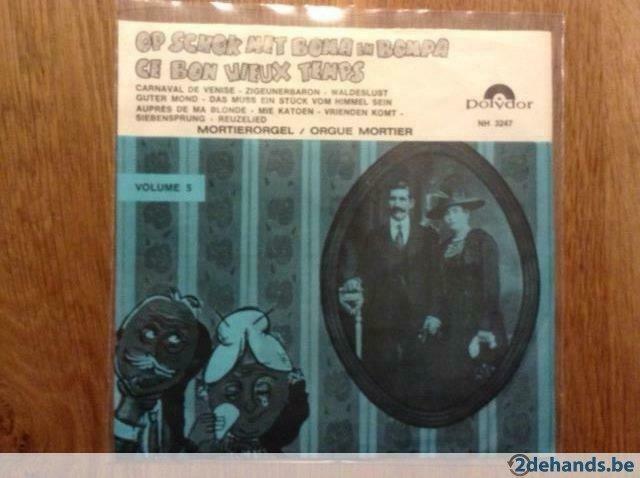 OP SCHOK MET BOMA EN BOMPA
CE BON VIEUX TEMPS
CARNAVAL DE VENISE - ZIGEUNERBARON - WALDESLUST
GUTER MOND - DAS MUSS EIN STÜCK VOM HIMMEL SEIN
AUPRÈS DE MA BLONDE - MIE KATOEN - VRIENDEN KOMT -
SIEBENSPRUNG - REUZELIED
MORTIERORGEL / ORGUE MORTIER
Polydor
NH 3247
VOLUME 5
2dehands.be